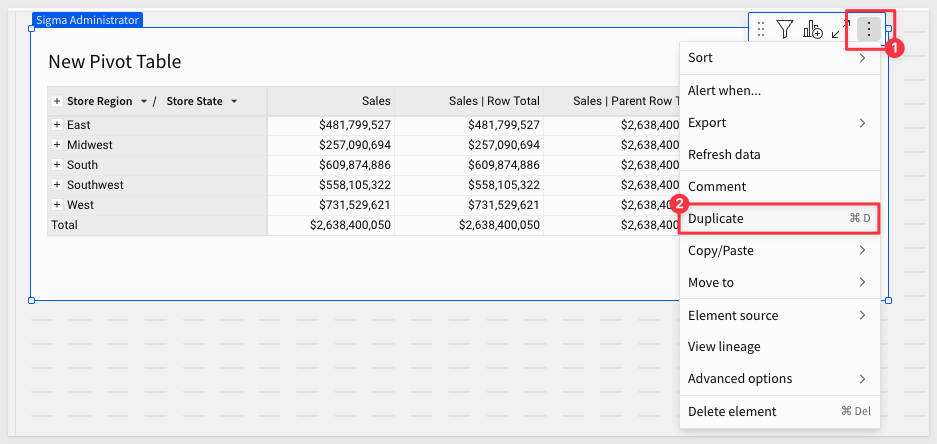 Sigma Administrator
1
New Pivot Table
Store Region / Store State Sales Sales | Row Total Sales | Parent Row T
East $481,799,527 $481,799,527 $2,638,400
Midwest $257,090,694 $257,090,694 $2,638,400
South $609,874,886 $609,874,886 $2,638,400
Southwest $558,105,322 $558,105,322 $2,638,400
West $731,529,621 $731,529,621 $2,638,400
Total $2,638,400,050 $2,638,400,050 $2,638,400
Sort
Alert when...
Export
Refresh data
Comment
2
Duplicate ⌘ D
Copy/Paste
Move to
Element source
View lineage
Advanced options
Delete element ⌘ Del